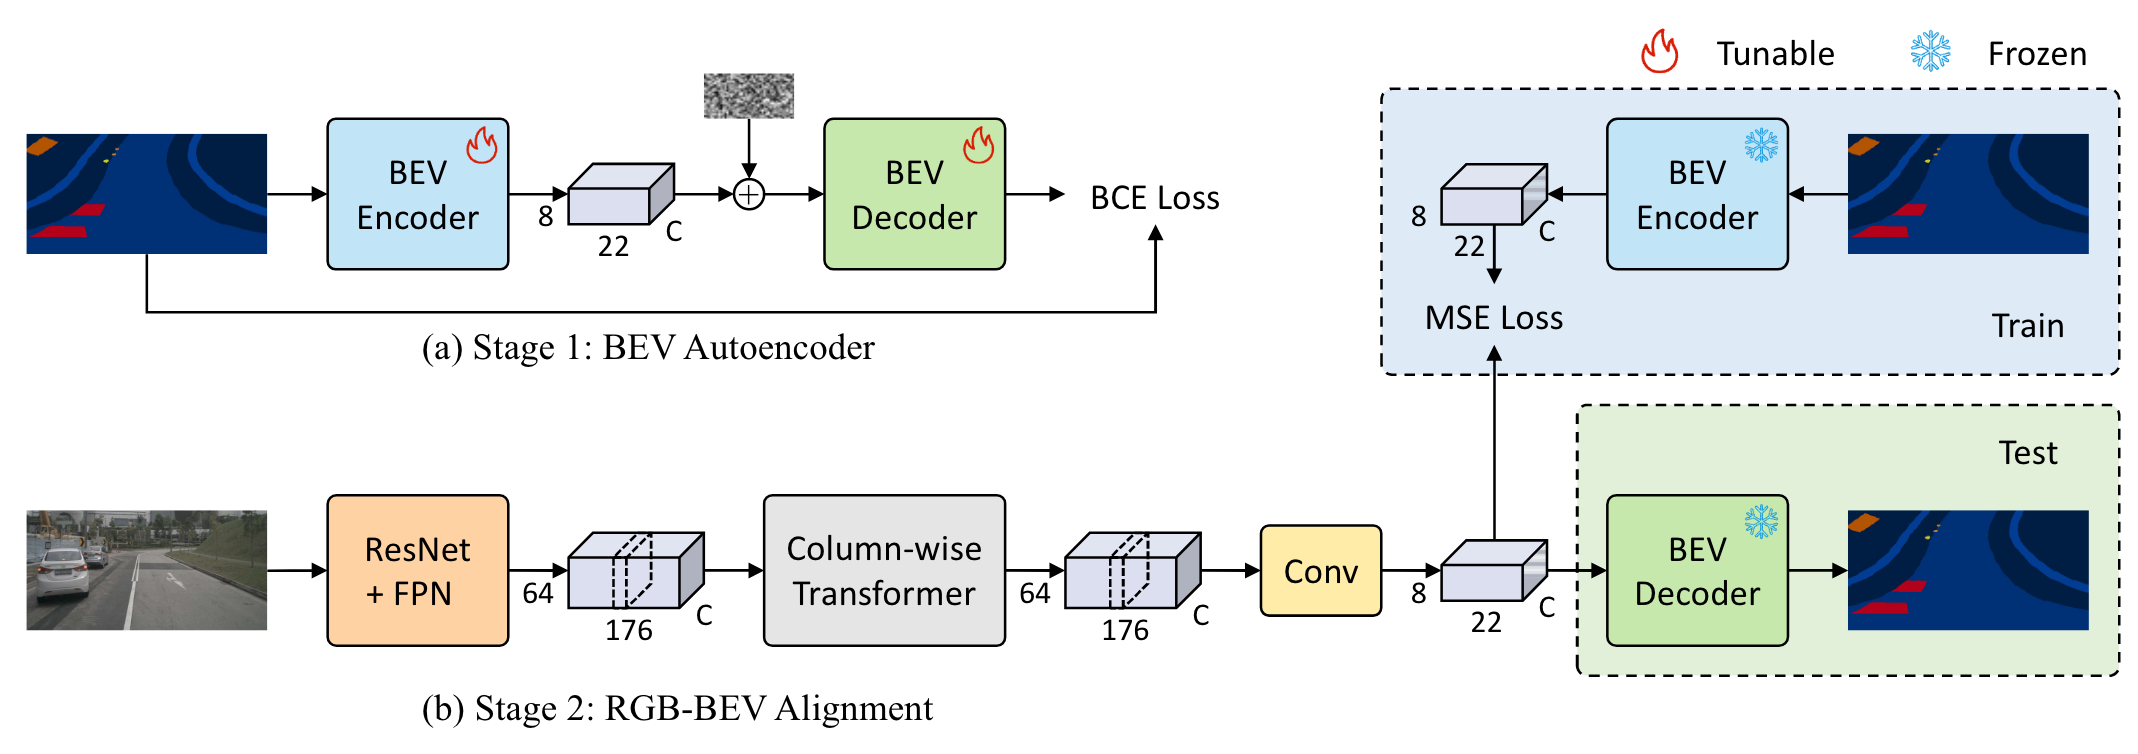 Tunable
Frozen
BEV
Encoder
8
22
C
BEV
Decoder
BCE Loss
8
22
C
BEV
Encoder
MSE Loss
Train
(a) Stage 1: BEV Autoencoder
ResNet
+ FPN
64
176
C
Column-wise
Transformer
64
176
C
Conv
8
22
C
Test
BEV
Decoder
(b) Stage 2: RGB-BEV Alignment